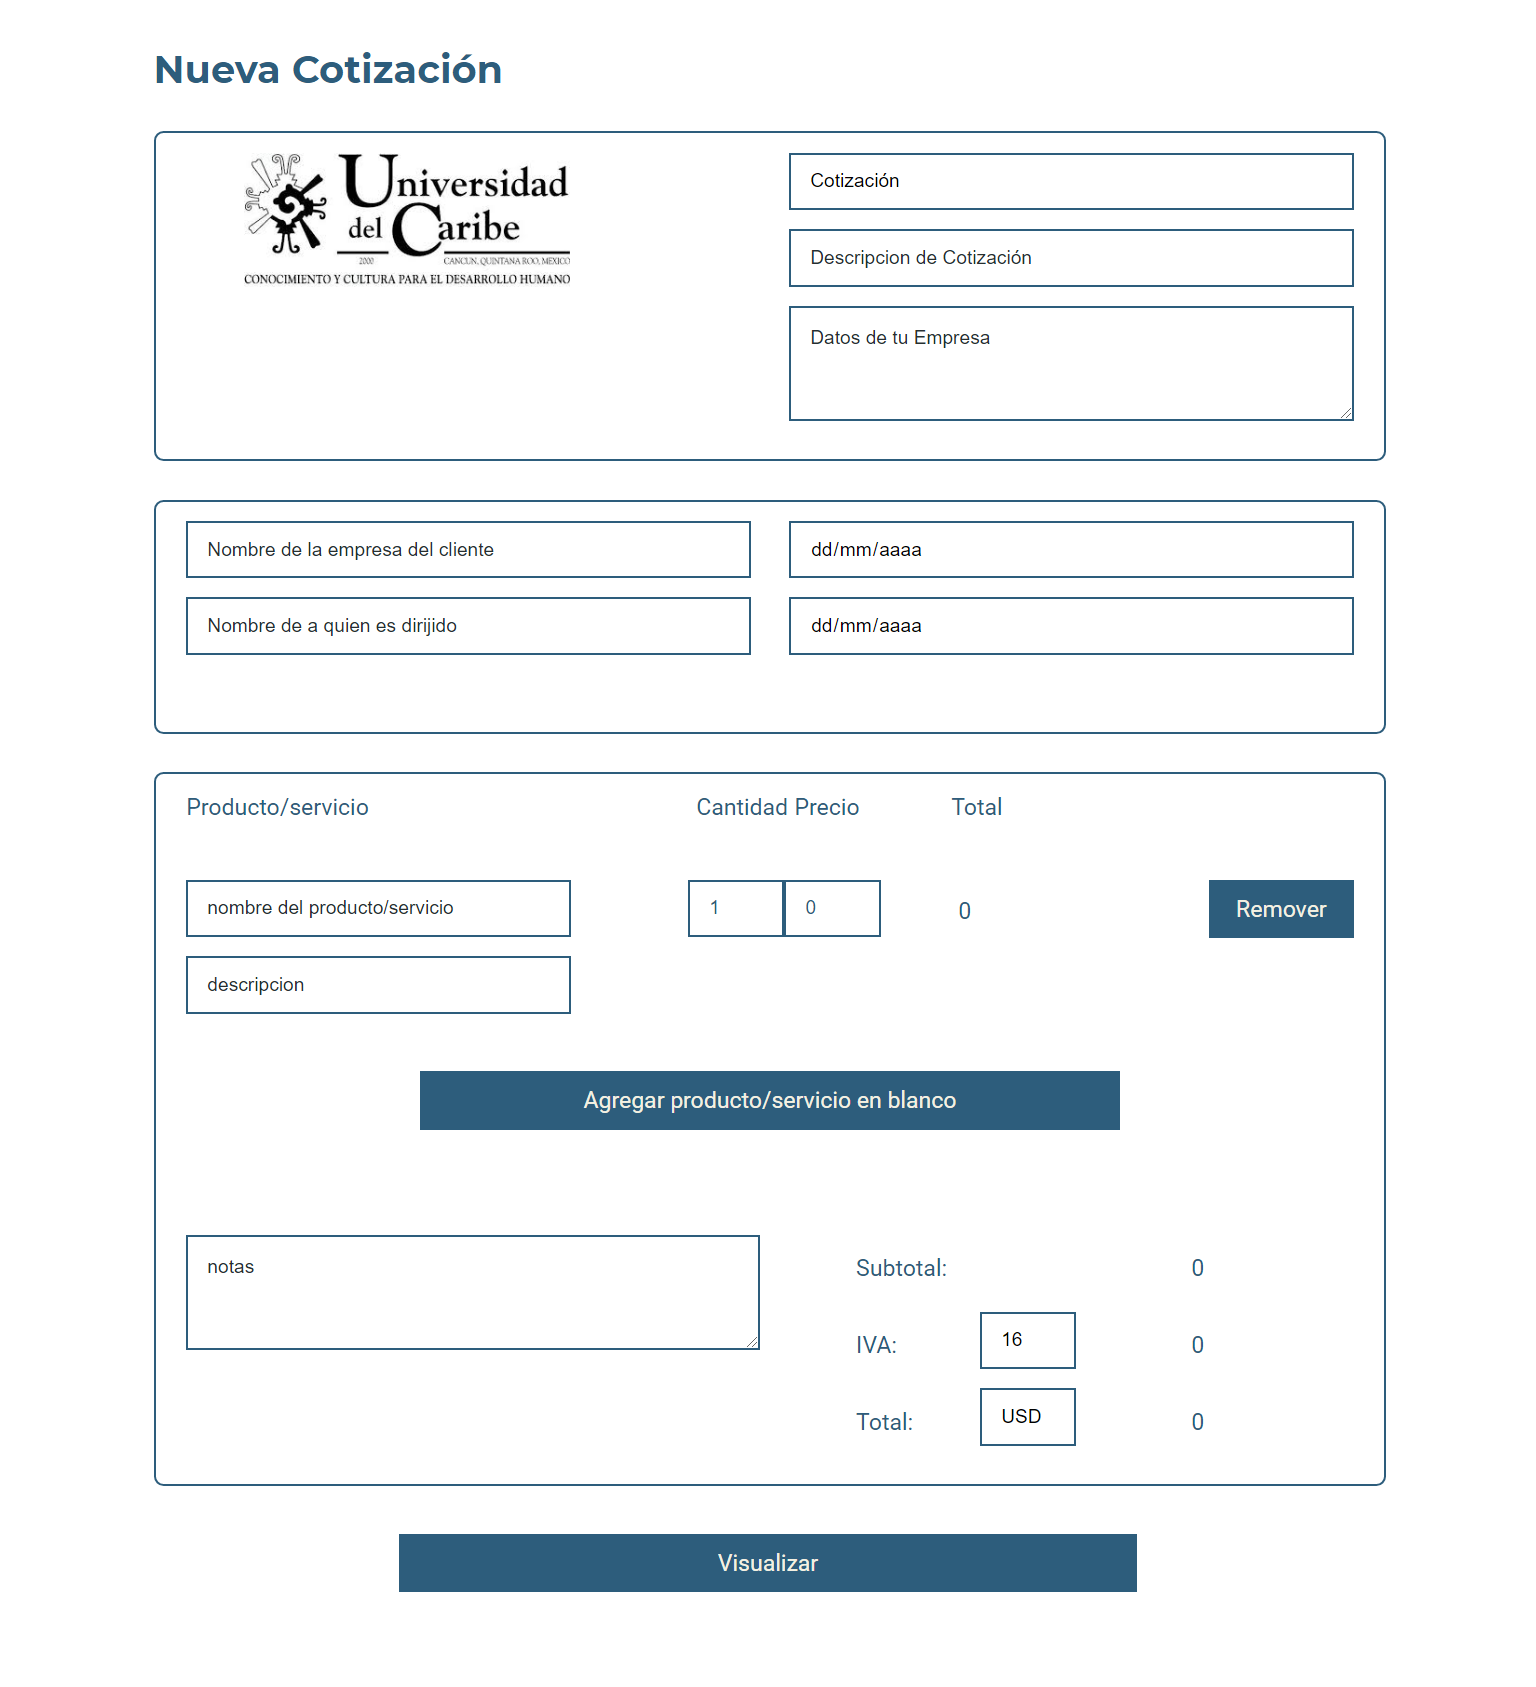 Nueva Cotización
Universidad
del Caribe
2000 CANCUN, QUINTANA ROO, MEXICO
CONOCIMIENTO Y CULTURA PARA EL DESARROLLO HUMANO
Cotización
Descripcion de Cotización
Datos de tu Empresa
Nombre de la empresa del cliente
dd/mm/aaaa
Nombre de a quien es dirijido
dd/mm/aaaa
Producto/servicio Cantidad Precio Total
nombre del producto/servicio 1 0 0 Remover
descripcion
Agregar producto/servicio en blanco
notas
Subtotal: 0
IVA: 16 0
Total: USD 0
Visualizar